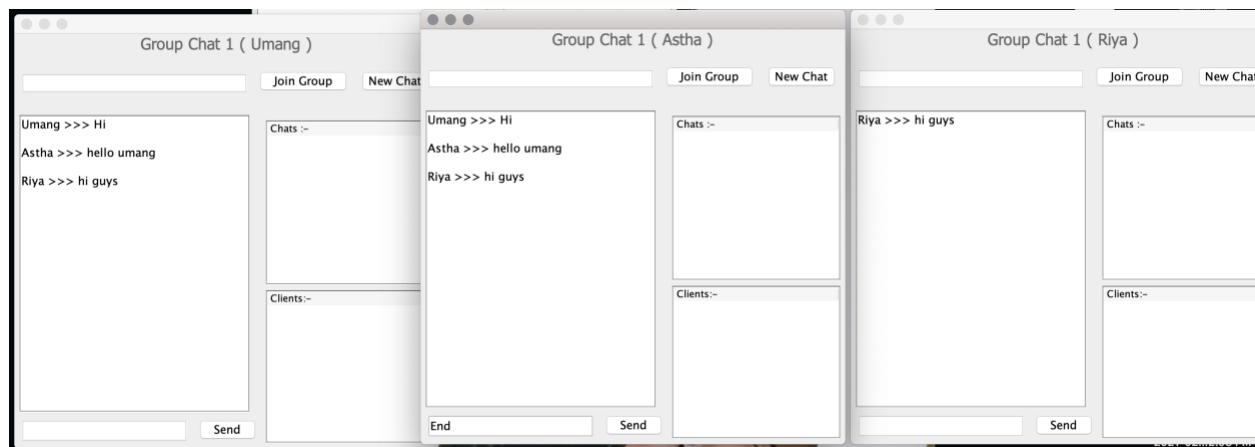 Group Chat 1 ( Umang )
Join Group
New Chat
Umang >>> Hi
Astha >>> hello umang
Riya >>> hi guys
Chats :-
Clients:-
Send
Group Chat 1 ( Astha )
Join Group
New Chat
Umang >>> Hi
Astha >>> hello umang
Riya >>> hi guys
Chats :-
Clients:-
End
Send
Group Chat 1 ( Riya )
Join Group
New Chat
Riya >>> hi guys
Chats :-
Clients:-
Send